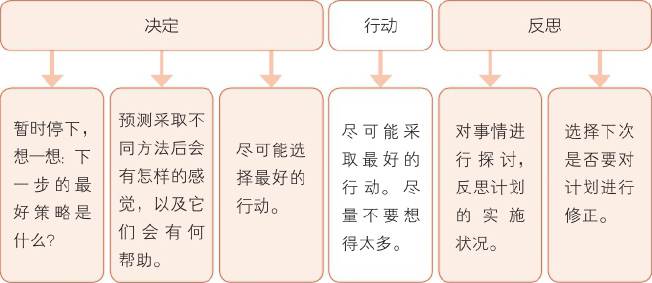 决定
行动
反思
暂时停下，
想一想：下
一步的最
好策略是
什么？
预测采取不
同方法后会
有怎样的感
觉，以及它
们会有何
帮助。
尽可能选
择最好的
行动。
尽可能采
取最好的
行动。尽
量不要想
得太多。
对事情进
行探讨，
反思计划
的实施
状况。
选择下次
是否要对
计划进行
修正。